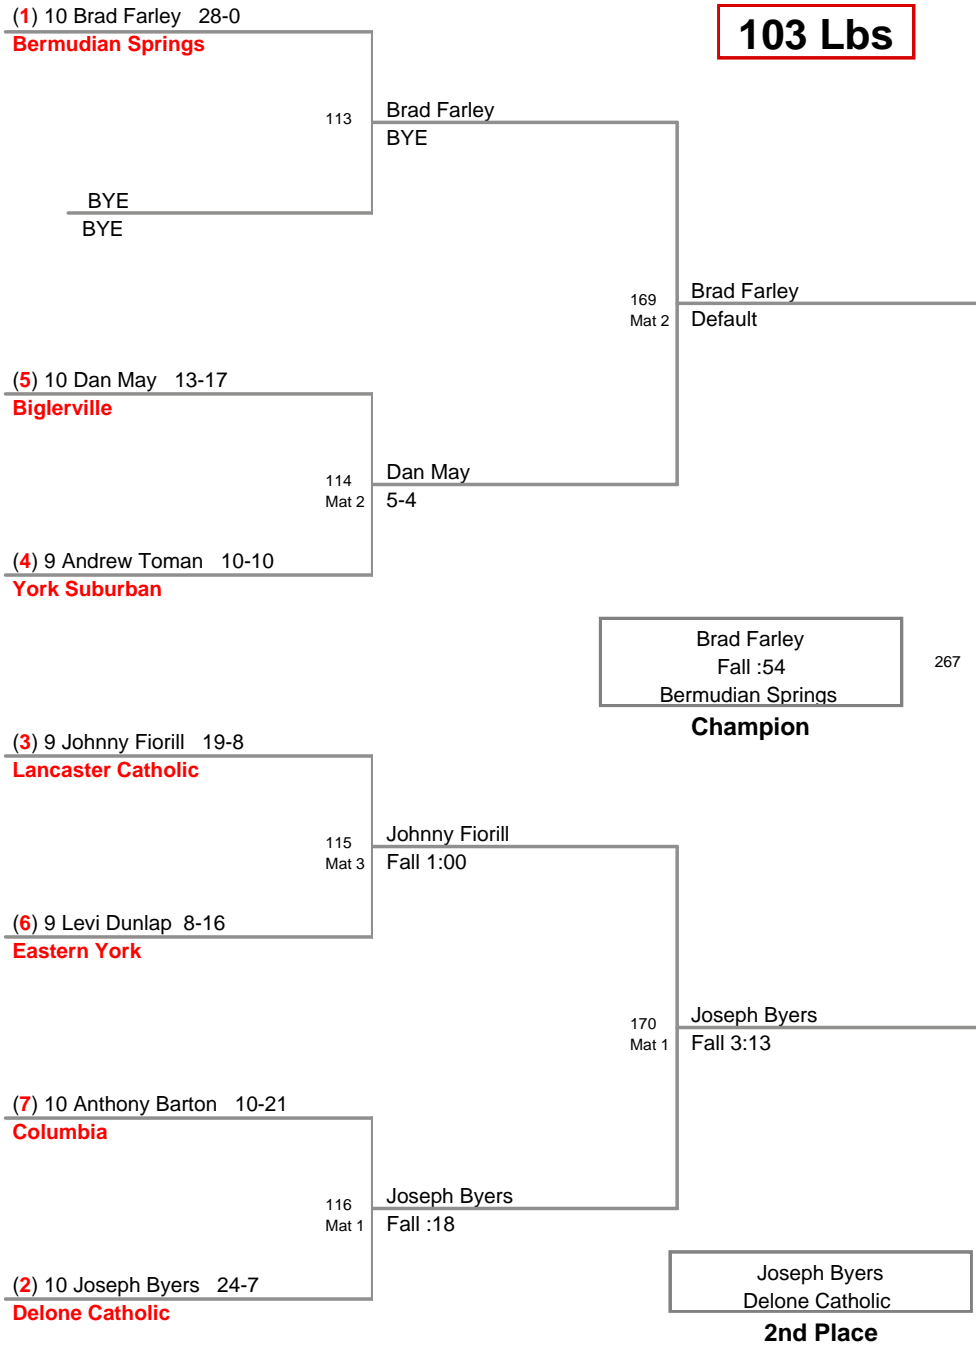 (1) 10 Brad Farley 28-0
Bermudian Springs
103 Lbs
113
Brad Farley
BYE
BYE
BYE
169
Mat 2
Brad Farley
Default
(5) 10 Dan May 13-17
Biglerville
114
Mat 2
Dan May
5-4
(4) 9 Andrew Toman 10-10
York Suburban
Brad Farley
Fall :54
Bermudian Springs
267
Champion
(3) 9 Johnny Fiorill 19-8
Lancaster Catholic
115
Mat 3
Johnny Fiorill
Fall 1:00
(6) 9 Levi Dunlap 8-16
Eastern York
170
Mat 1
Joseph Byers
Fall 3:13
(7) 10 Anthony Barton 10-21
Columbia
116
Mat 1
Joseph Byers
Fall :18
(2) 10 Joseph Byers 24-7
Delone Catholic
Joseph Byers
Delone Catholic
2nd Place